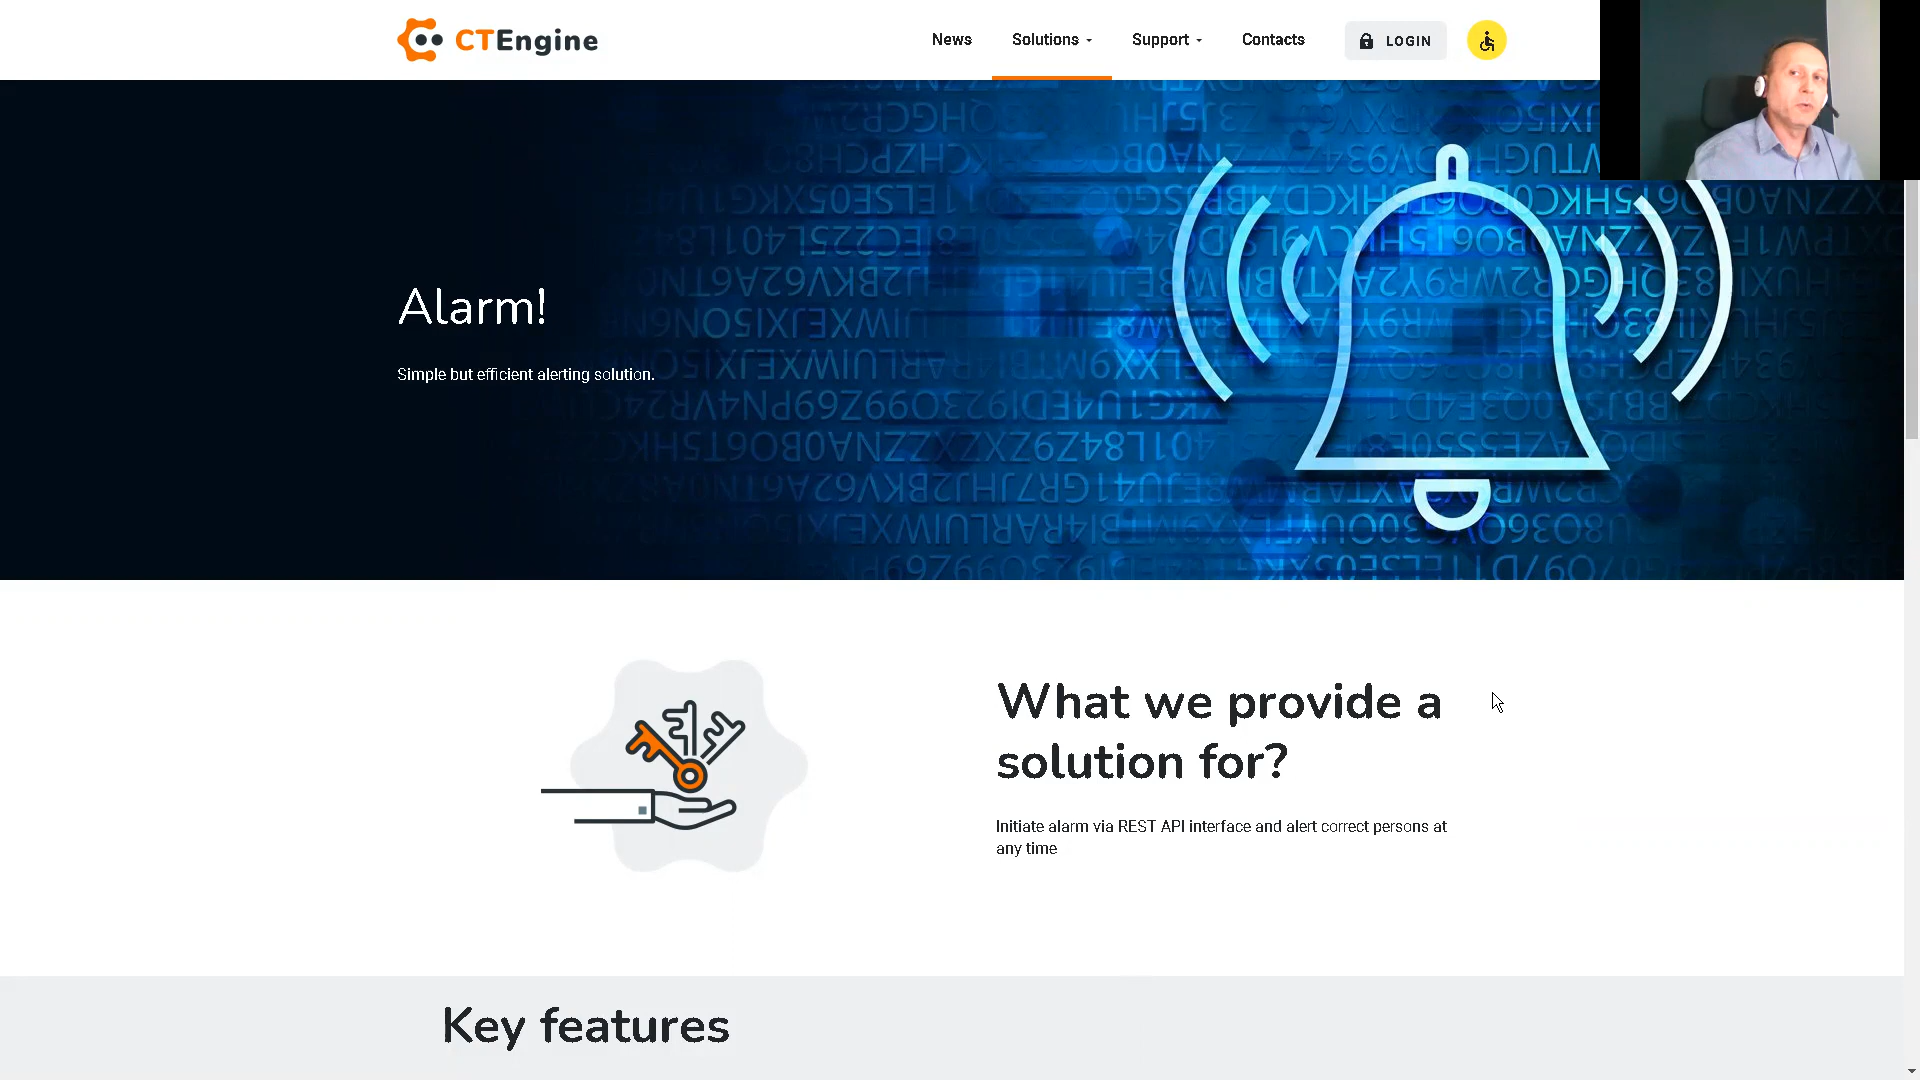 CTEngine
News
Solutions
Support
Contacts
LOGIN
Alarm!
Simple but efficient alerting solution.
What we provide a
solution for?
Initiate alarm via REST API interface and alert correct persons at
any time
Key features